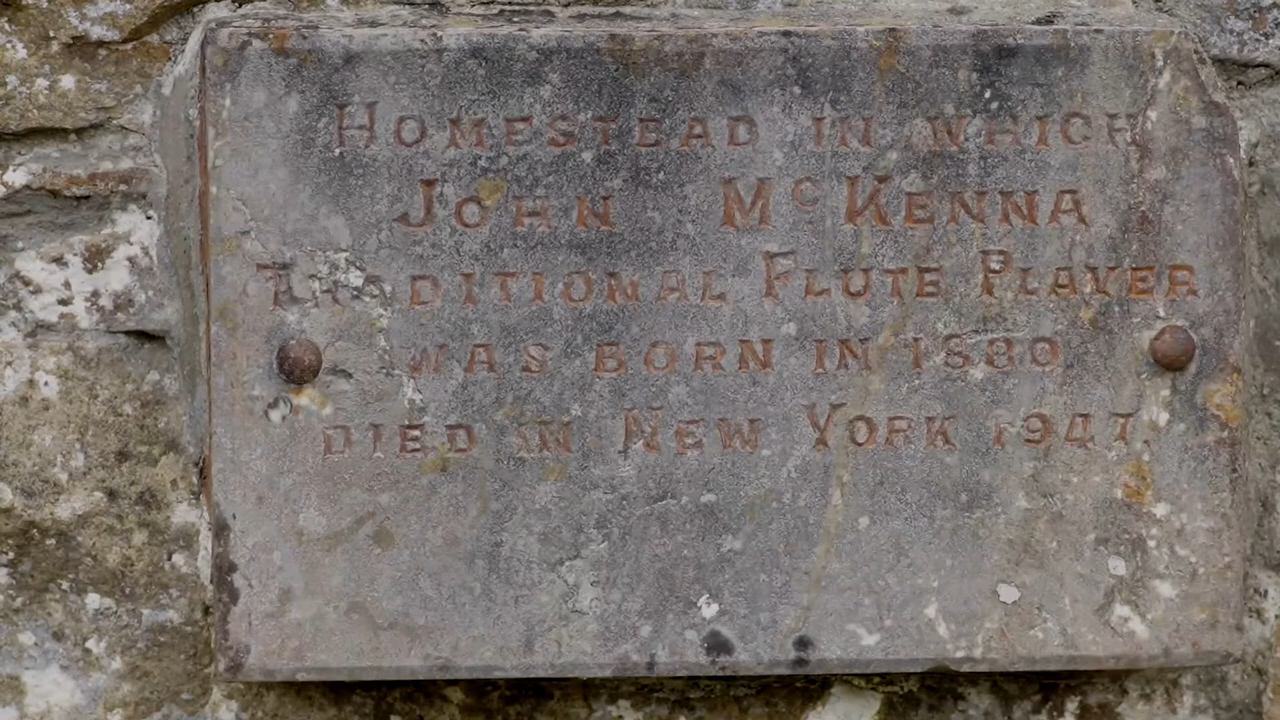 HOMESTEAD IN WHICH
JOHN McKENNA
TRADITIONAL FLUTE PLAYER
WAS BORN IN 1880
DIED IN NEW YORK 1947.